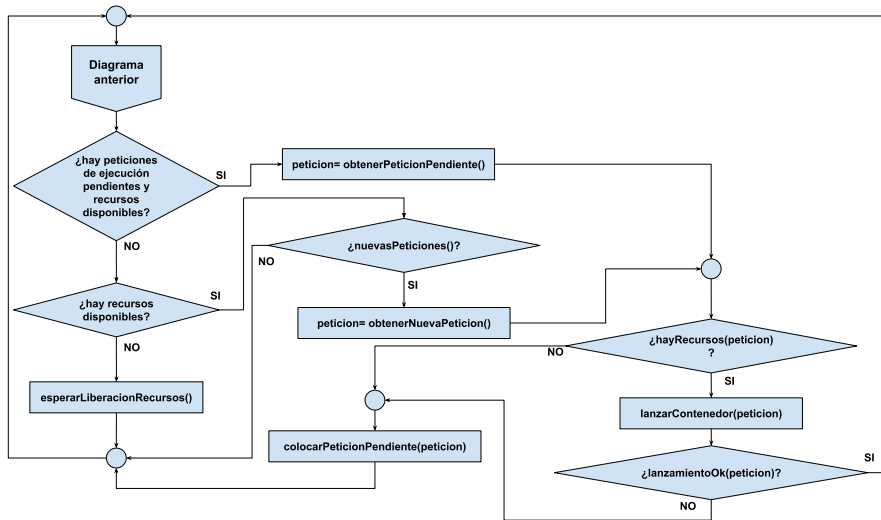 Diagrama
anterior
¿hay peticiones
de ejecución
pendientes y
recursos
disponibles?
SI
peticion= obtenerPeticionPendiente()
NO
¿nuevasPeticiones()?
NO
SI
¿hay recursos
disponibles?
SI
peticion= obtenerNuevaPeticion()
NO
¿hayRecursos(peticion)
?
NO
SI
esperarLiberacionRecursos()
lanzarContenedor(peticion)
colocarPeticionPendiente(peticion)
¿lanzamientoOk(peticion)?
SI
NO